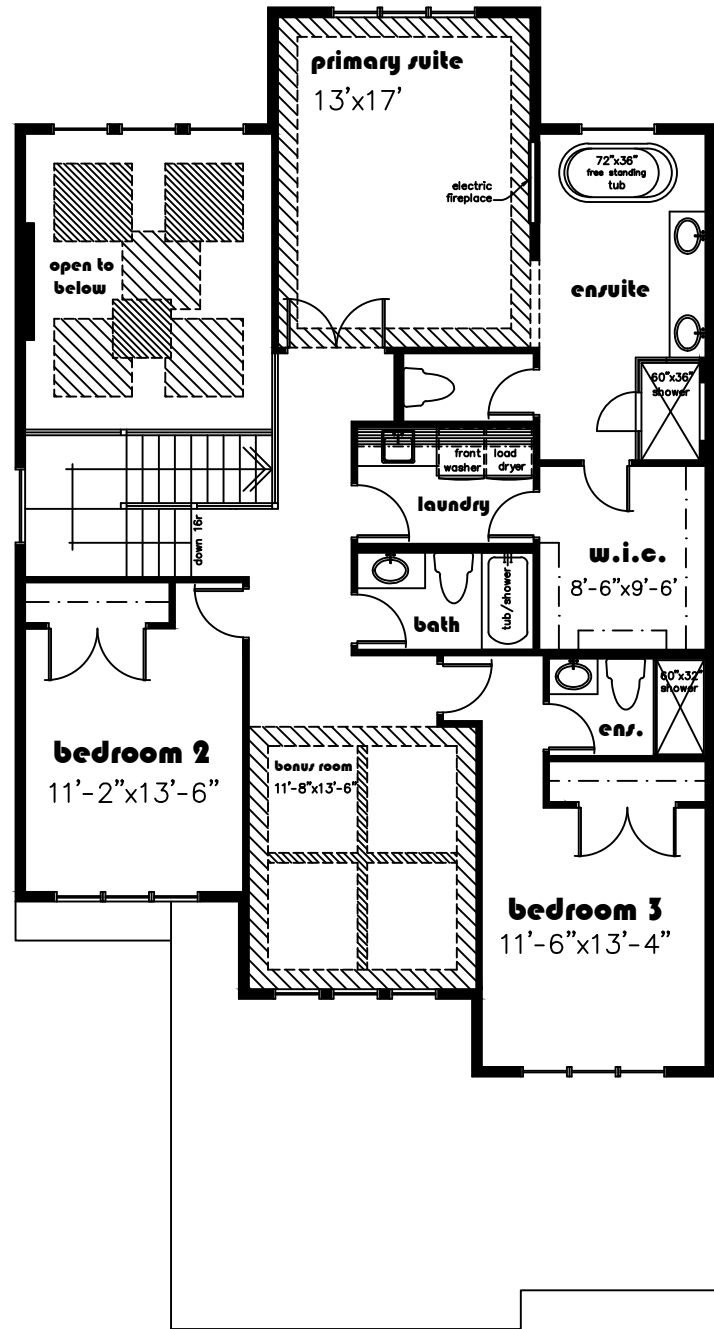 primary suite
13'x17'
72"x36"
free standing
tub
electric
fireplace
open to
below
ensuite
60"x36"
shower
front
washer
load
dryer
laundry
down 16r
w.i.c.
8'-6"x9'-6'
bath
tub/shower
60"x32"
shower
ens.
bedroom 2
11'-2"x13'-6"
bonus room
11'-8"x13'-6"
bedroom 3
11'-6"x13'-4"